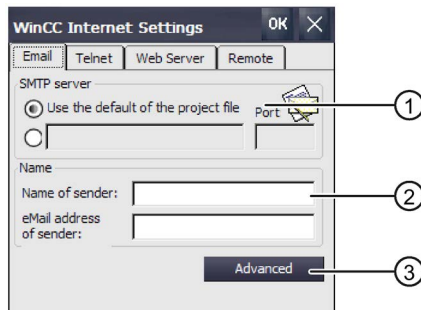 WinCC Internet Settings OK
Email Telnet Web Server Remote
SMTP server
Use the default of the project file Port
1
Name
Name of sender:
2
eMail address
of sender:
Advanced
3